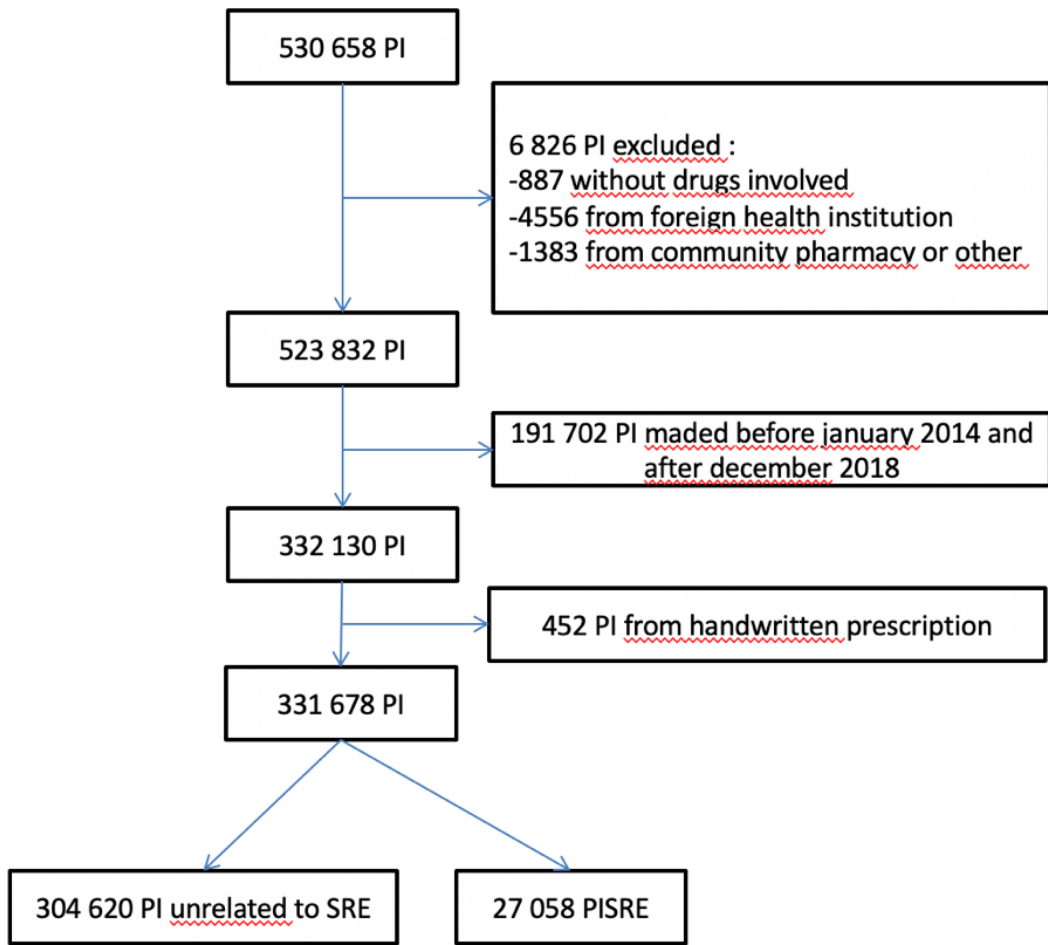 530 658 PI
6 826 PI excluded :
-887 without drugs involved
-4556 from foreign health institution
-1383 from community pharmacy or other
523 832 PI
191 702 PI maded before january 2014 and
after december 2018
332 130 PI
452 PI from handwritten prescription
331 678 PI
304 620 PI unrelated to SRE
27 058 PISRE